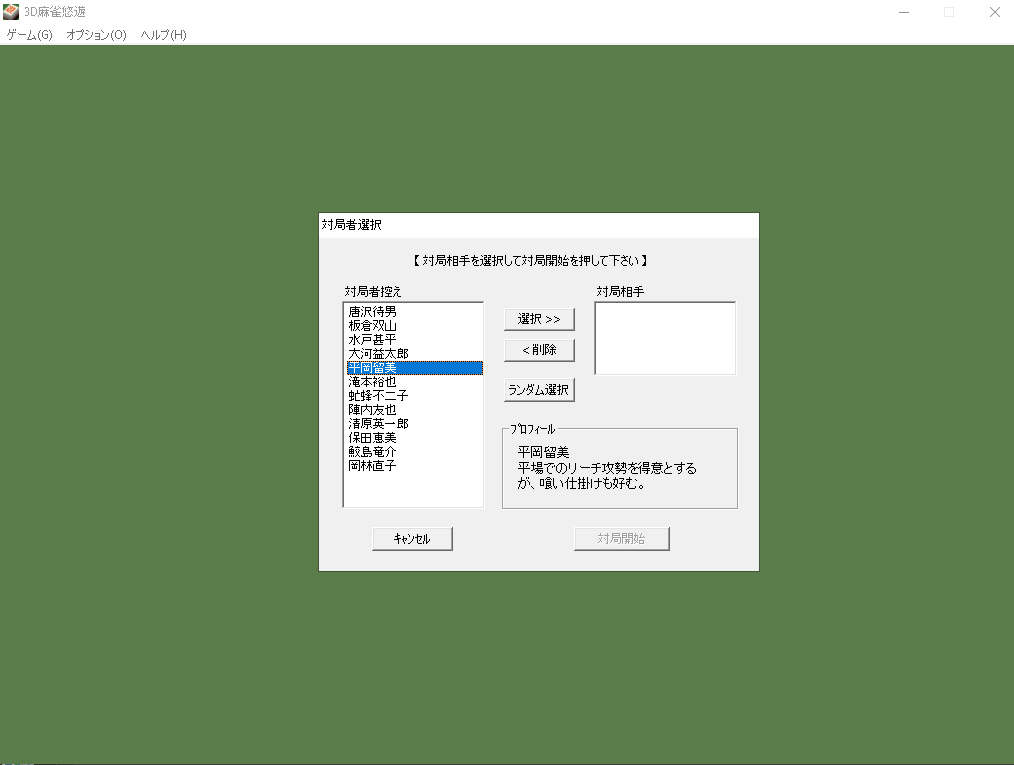 3D麻雀悠遊
ゲーム(G) オプション(O) ヘルプ(H)
対局者選択
【 対局相手を選択して対局開始を押して下さい 】
対局者控え
対局相手
唐沢待男
板倉双山
水戸甚平
大河益太郎
平岡留美
滝本裕也
虻蜂不二子
陣内友也
清原英一郎
保田恵美
鮫島竜介
岡林直子
選択 >>
< 削除
ランダム選択
プロフィール
平岡留美
平場でのリーチ攻勢を得意とする
が、喰い仕掛けも好む。
キャンセル
対局開始